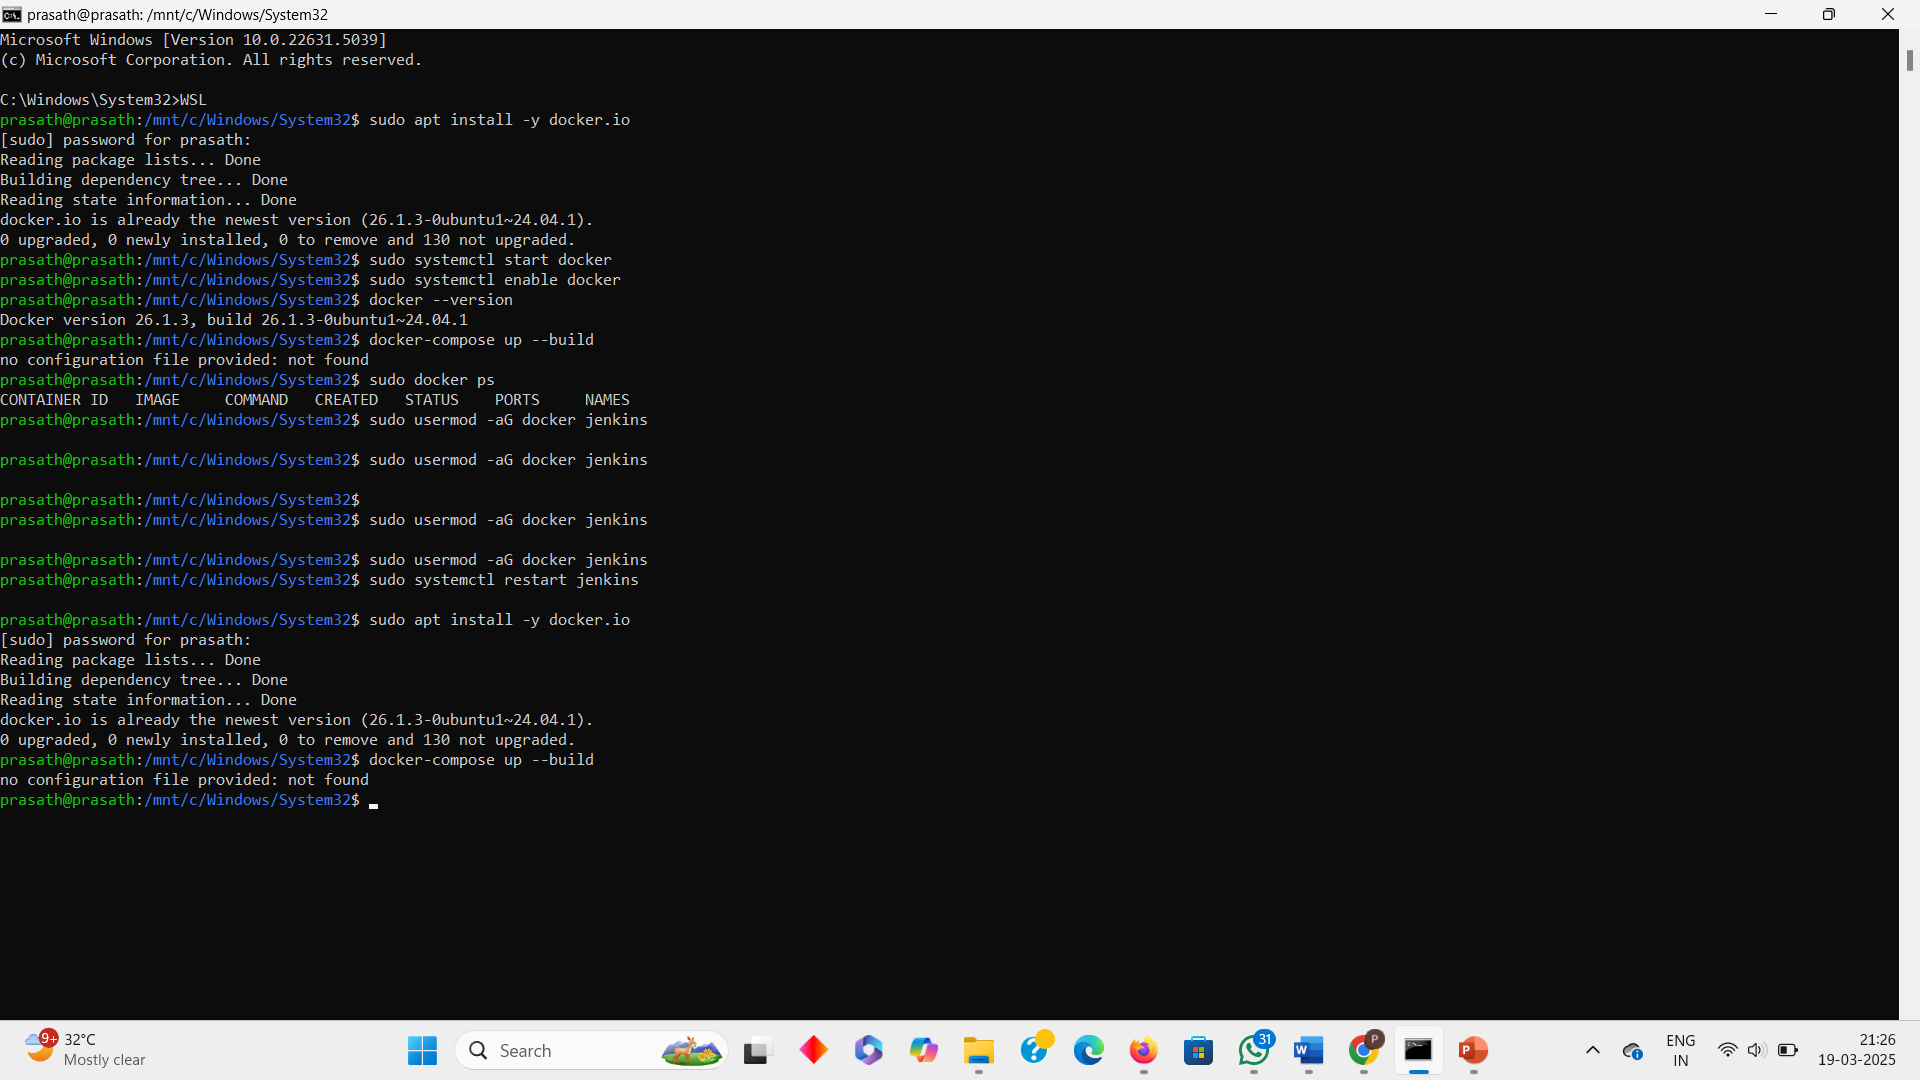 prasath@prasath: /mnt/c/Windows/System32
Microsoft Windows [Version 10.0.22631.5039]
(c) Microsoft Corporation. All rights reserved.
C:\Windows\System32>WSL
prasath@prasath:/mnt/c/Windows/System32$ sudo apt install -y docker.io
[sudo] password for prasath:
Reading package lists... Done
Building dependency tree... Done
Reading state information... Done
docker.io is already the newest version (26.1.3-0ubuntu1~24.04.1).
0 upgraded, 0 newly installed, 0 to remove and 130 not upgraded.
prasath@prasath:/mnt/c/Windows/System32$ sudo systemctl start docker
prasath@prasath:/mnt/c/Windows/System32$ sudo systemctl enable docker
prasath@prasath:/mnt/c/Windows/System32$ docker --version
Docker version 26.1.3, build 26.1.3-0ubuntu1~24.04.1
prasath@prasath:/mnt/c/Windows/System32$ docker-compose up --build
no configuration file provided: not found
prasath@prasath:/mnt/c/Windows/System32$ sudo docker ps
CONTAINER ID   IMAGE     COMMAND   CREATED   STATUS    PORTS     NAMES
prasath@prasath:/mnt/c/Windows/System32$ sudo usermod -aG docker jenkins
prasath@prasath:/mnt/c/Windows/System32$ sudo usermod -aG docker jenkins
prasath@prasath:/mnt/c/Windows/System32$
prasath@prasath:/mnt/c/Windows/System32$ sudo usermod -aG docker jenkins
prasath@prasath:/mnt/c/Windows/System32$ sudo usermod -aG docker jenkins
prasath@prasath:/mnt/c/Windows/System32$ sudo systemctl restart jenkins
prasath@prasath:/mnt/c/Windows/System32$ sudo apt install -y docker.io
[sudo] password for prasath:
Reading package lists... Done
Building dependency tree... Done
Reading state information... Done
docker.io is already the newest version (26.1.3-0ubuntu1~24.04.1).
0 upgraded, 0 newly installed, 0 to remove and 130 not upgraded.
prasath@prasath:/mnt/c/Windows/System32$ docker-compose up --build
no configuration file provided: not found
prasath@prasath:/mnt/c/Windows/System32$
9+
32°C
Mostly clear
Search
31
W
P
P
ENG
IN
21:26
19-03-2025